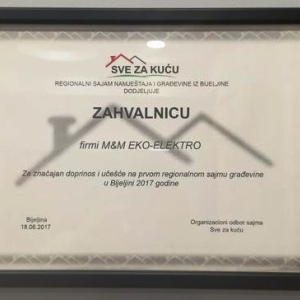 SVE ZA KUĆU
REGIONALNI SAJAM NAMJEŠTAJA I GRAĐEVINE IZ BIJELJINE
DODJELJUJE
ZAHVALNICU
firmi M&M EKO-ELEKTRO
Za značajan doprinos i učešće na prvom regionalnom sajmu građevine
u Bijeljini 2017 godine
Bijeljina
18.06.2017
Organizacioni odbor sajma
Sve za kuću